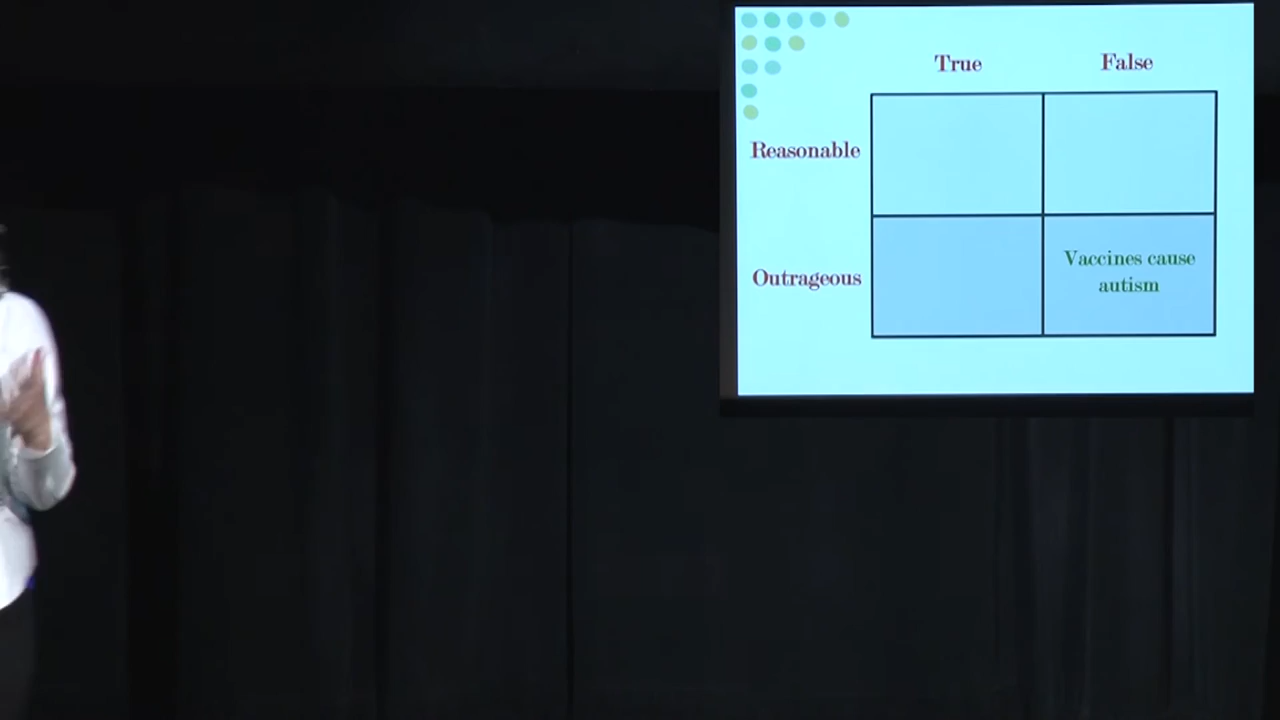 True False
Reasonable
Outrageous
Vaccines cause
autism